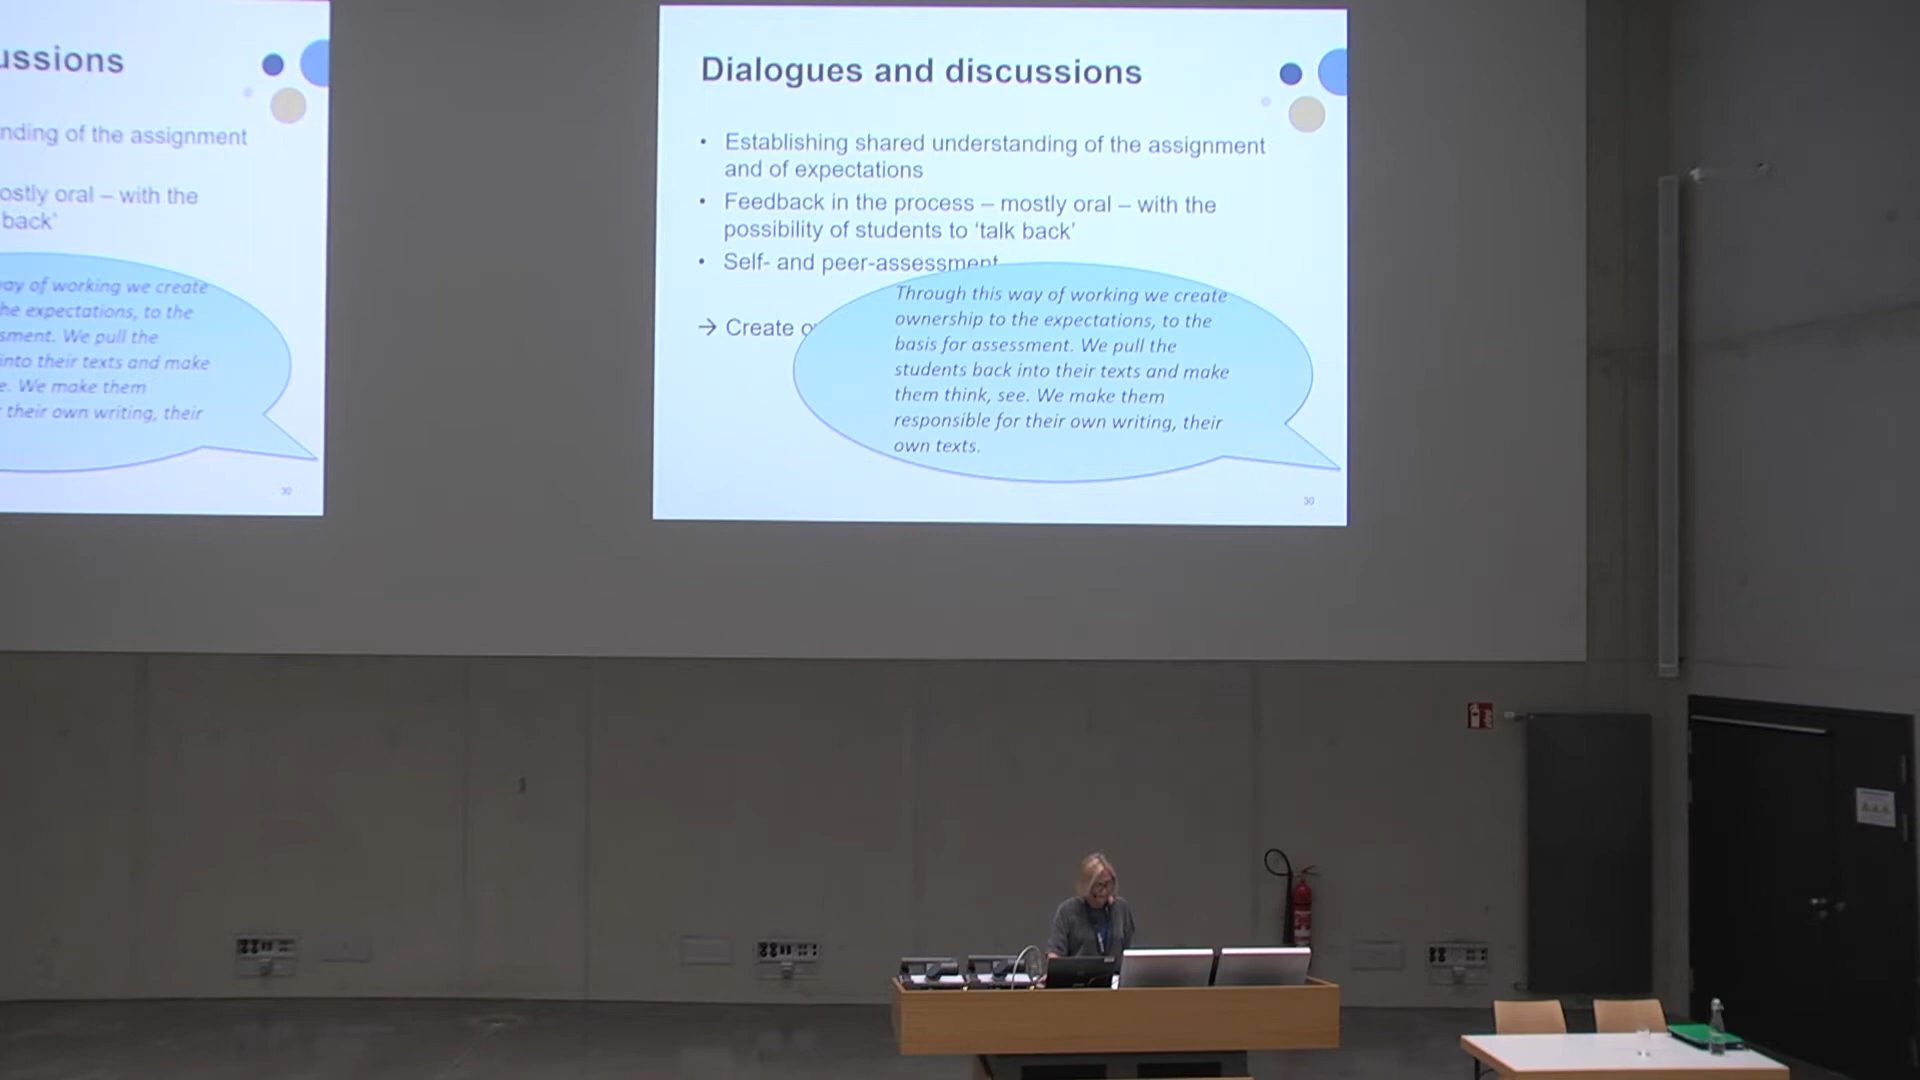 ussions
nding of the assignment
ostly oral – with the
back'
ay of working we create
he expectations, to the
sment. We pull the
into their texts and make
e. We make them
their own writing, their
30
Dialogues and discussions
• Establishing shared understanding of the assignment
and of expectations
• Feedback in the process – mostly oral – with the
possibility of students to ‘talk back’
• Self- and peer-assessment
→ Create o
Through this way of working we create
ownership to the expectations, to the
basis for assessment. We pull the
students back into their texts and make
them think, see. We make them
responsible for their own writing, their
own texts.
30